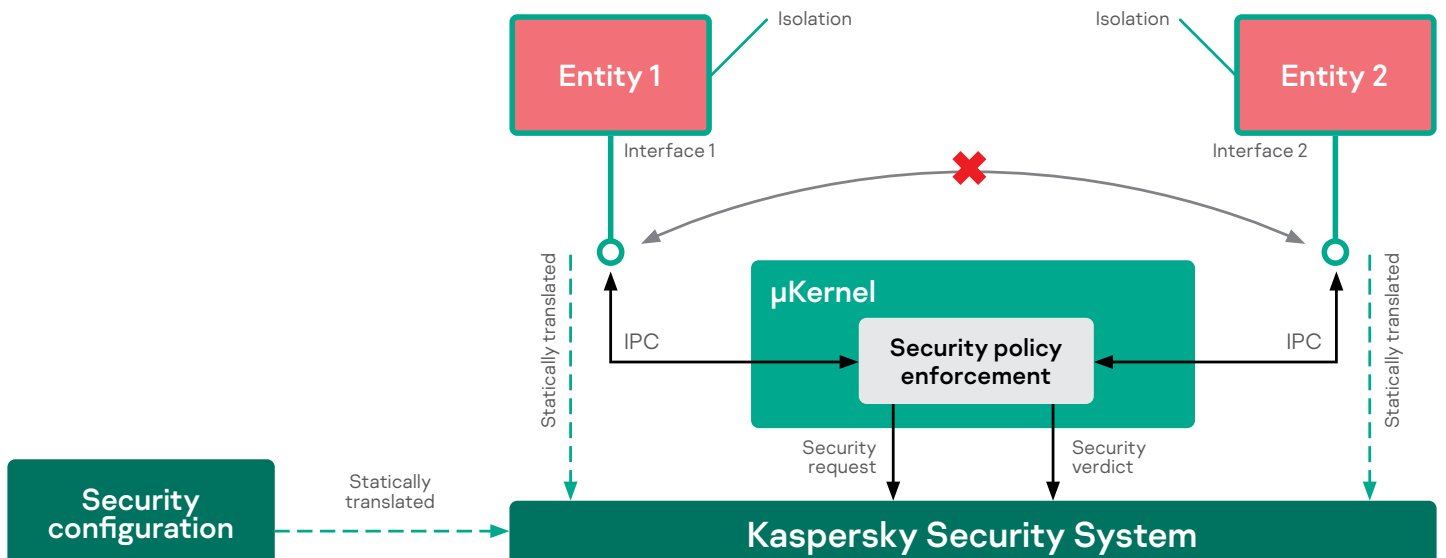 Isolation
Isolation
Entity 1
Entity 2
Interface 1
Interface 2
Statically translated
Statically translated
µKernel
IPC
IPC
Security policy
enforcement
Security
request
Security
verdict
Security
configuration
Statically
translated
Kaspersky Security System